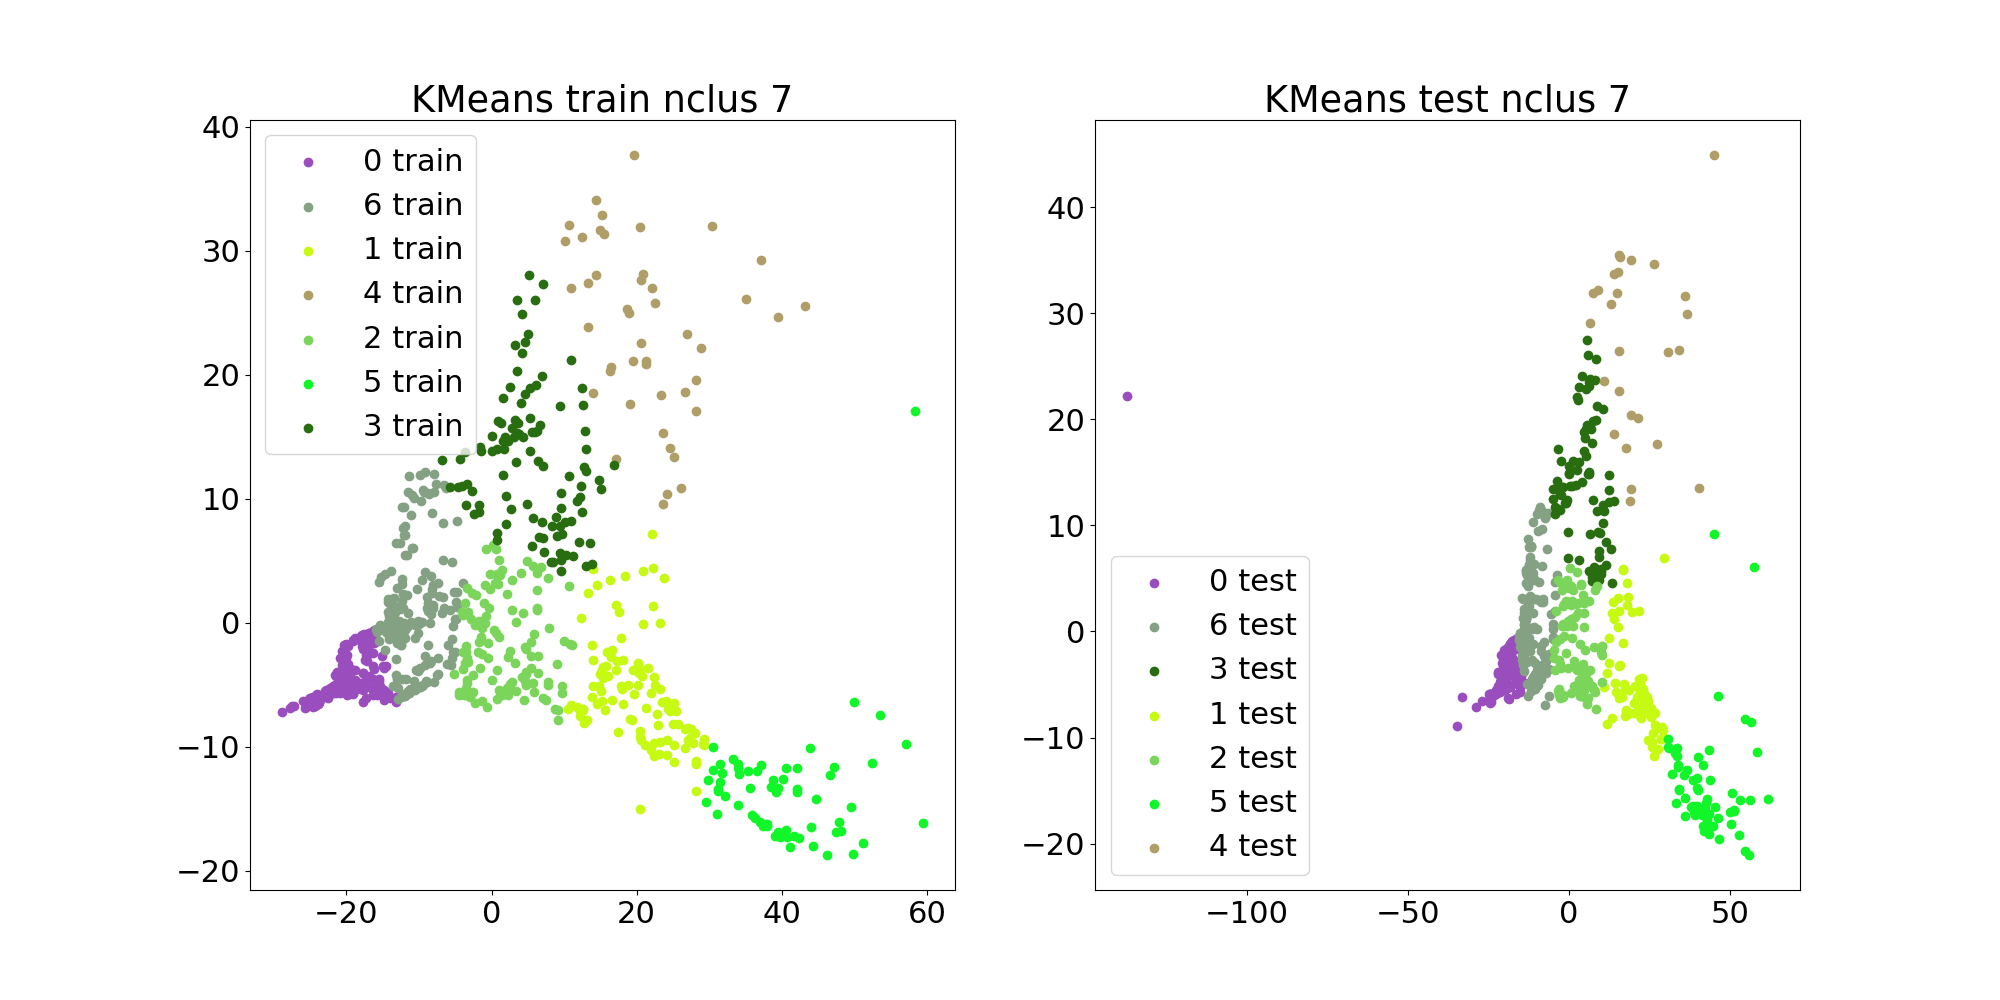 KMeans train nclus 7
40
30
20
10
0
−10
−20
−20 0 20 40 60
0 train
6 train
1 train
4 train
2 train
5 train
3 train
KMeans test nclus 7
40
30
20
10
0
−10
−20
−100 −50 0 50
0 test
6 test
3 test
1 test
2 test
5 test
4 test